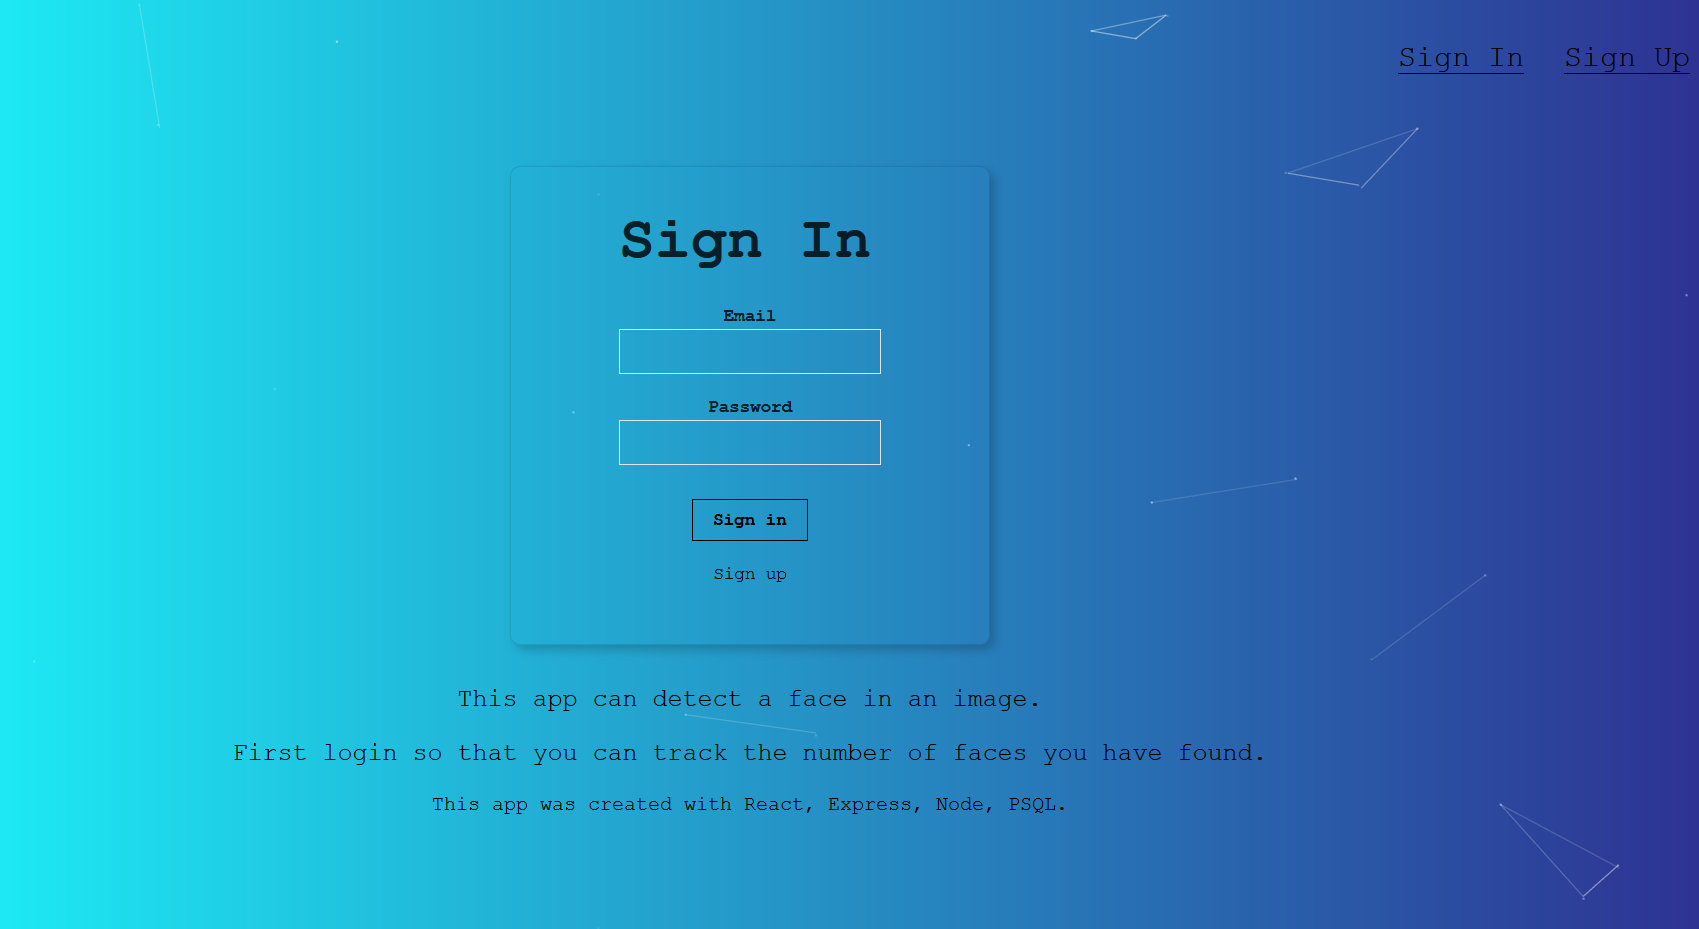 Sign In Sign Up
Sign In
Email
Password
Sign in
Sign up
This app can detect a face in an image.
First login so that you can track the number of faces you have found.
This app was created with React, Express, Node, PSQL.